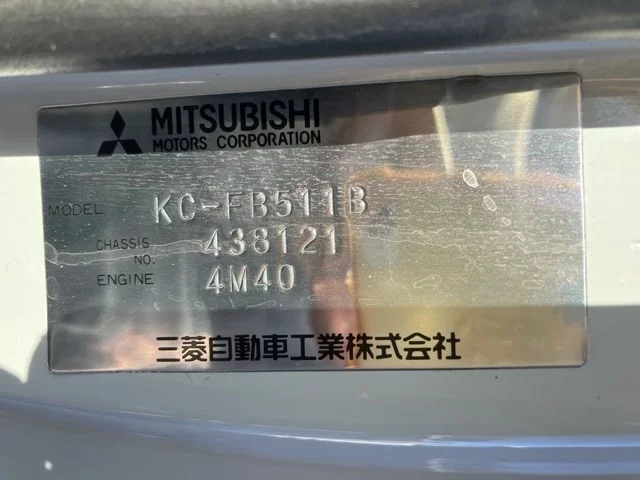 MITSUBISHI
MOTORS CORPORATION
MODEL KC-FB511B
CHASSIS NO. 438121
ENGINE 4M40
三菱自動車工業株式会社